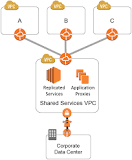 VPC
VPC
VPC
A
B
C
VPC
Replicated
Services
Application
Proxies
Shared Services VPC
Corporate
Data Center